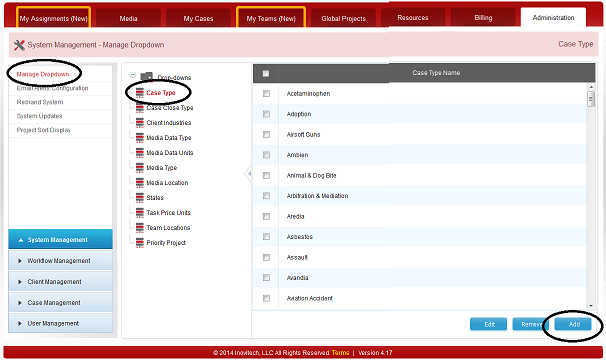 My Assignments (New)
Media
My Cases
My Teams (New)
Global Projects
Resources
Billing
Administration
System Management - Manage Dropdown
Case Type
Manage Dropdown
Email Alerts Configuration
Rebrand System
System Updates
Project Sort Display
System Management
Workflow Management
Client Management
Case Management
User Management
Drop-downs
Case Type
Case Close Type
Client Industries
Media Data Type
Media Data Units
Media Type
Media Location
States
Task Price Units
Team Locations
Priority Project
Case Type Name
Acetaminophen
Adoption
Airsoft Guns
Ambien
Animal & Dog Bite
Arbitration & Mediation
Aredia
Asbestos
Assault
Avandia
Aviation Accident
Edit
Remove
Add
© 2014 Inovitech, LLC All Rights Reserved. Terms | Version 4.17